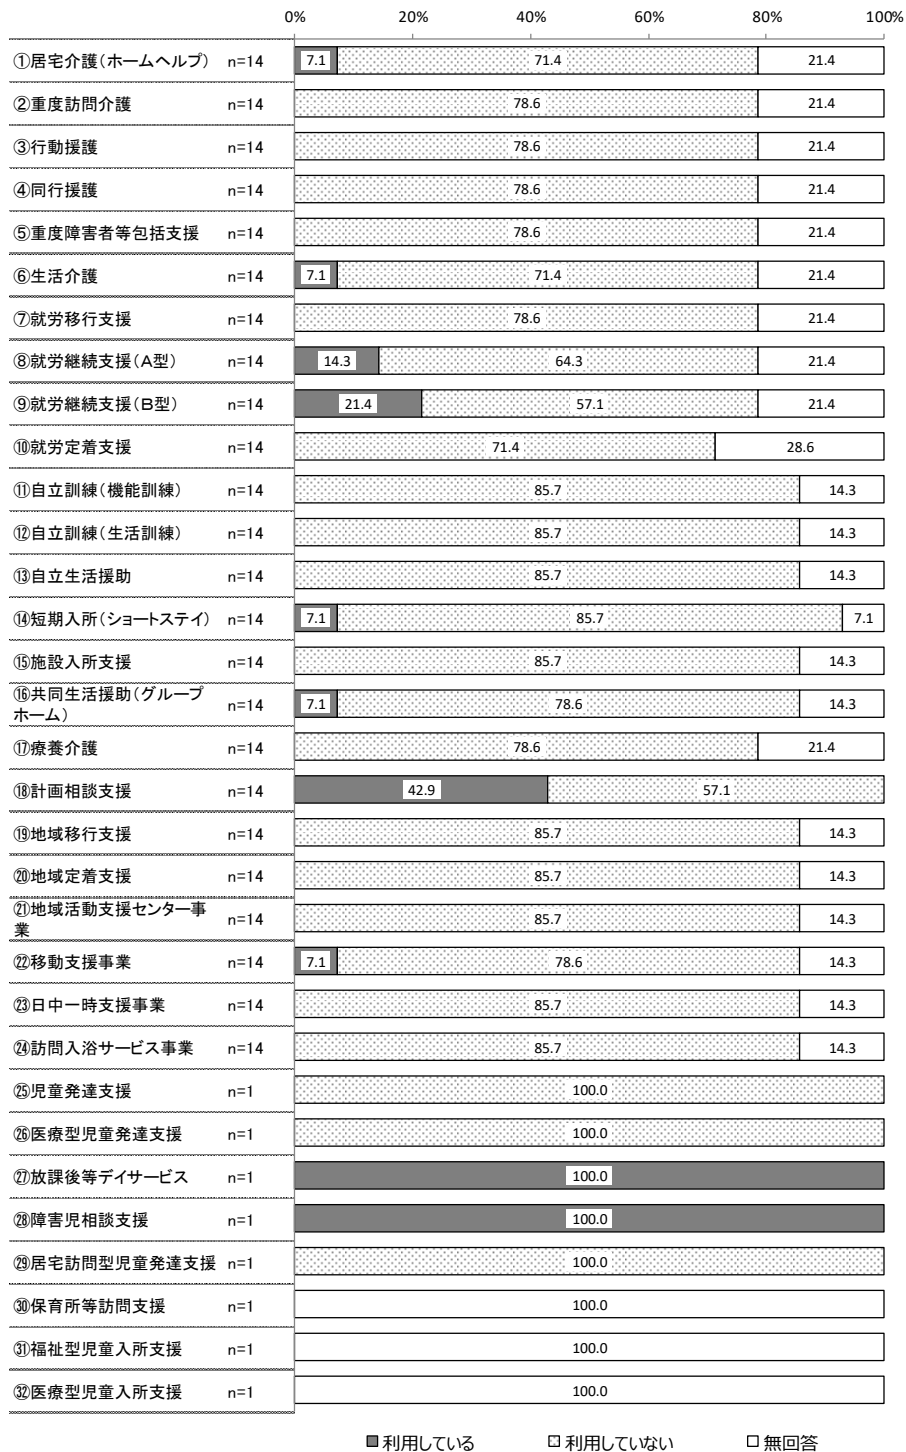 0% 20% 40% 60% 80% 100%
①居宅介護(ホームヘルプ) n=14 7.1 71.4 21.4
②重度訪問介護 n=14 78.6 21.4
③行動援護 n=14 78.6 21.4
④同行援護 n=14 78.6 21.4
⑤重度障害者等包括支援 n=14 78.6 21.4
⑥生活介護 n=14 7.1 71.4 21.4
⑦就労移行支援 n=14 78.6 21.4
⑧就労継続支援(A型) n=14 14.3 64.3 21.4
⑨就労継続支援(B型) n=14 21.4 57.1 21.4
⑩就労定着支援 n=14 71.4 28.6
⑪自立訓練(機能訓練) n=14 85.7 14.3
⑫自立訓練(生活訓練) n=14 85.7 14.3
⑬自立生活援助 n=14 85.7 14.3
⑭短期入所(ショートステイ) n=14 7.1 85.7 7.1
⑮施設入所支援 n=14 85.7 14.3
⑯共同生活援助(グループ
ホーム) n=14 7.1 78.6 14.3
⑰療養介護 n=14 78.6 21.4
⑱計画相談支援 n=14 42.9 57.1
⑲地域移行支援 n=14 85.7 14.3
⑳地域定着支援 n=14 85.7 14.3
㉑地域活動支援センター事
業 n=14 85.7 14.3
㉒移動支援事業 n=14 7.1 78.6 14.3
㉓日中一時支援事業 n=14 85.7 14.3
㉔訪問入浴サービス事業 n=14 85.7 14.3
㉕児童発達支援 n=1 100.0
㉖医療型児童発達支援 n=1 100.0
㉗放課後等デイサービス n=1 100.0
㉘障害児相談支援 n=1 100.0
㉙居宅訪問型児童発達支援 n=1 100.0
㉚保育所等訪問支援 n=1 100.0
㉛福祉型児童入所支援 n=1 100.0
㉜医療型児童入所支援 n=1 100.0
利用している 利用していない 無回答